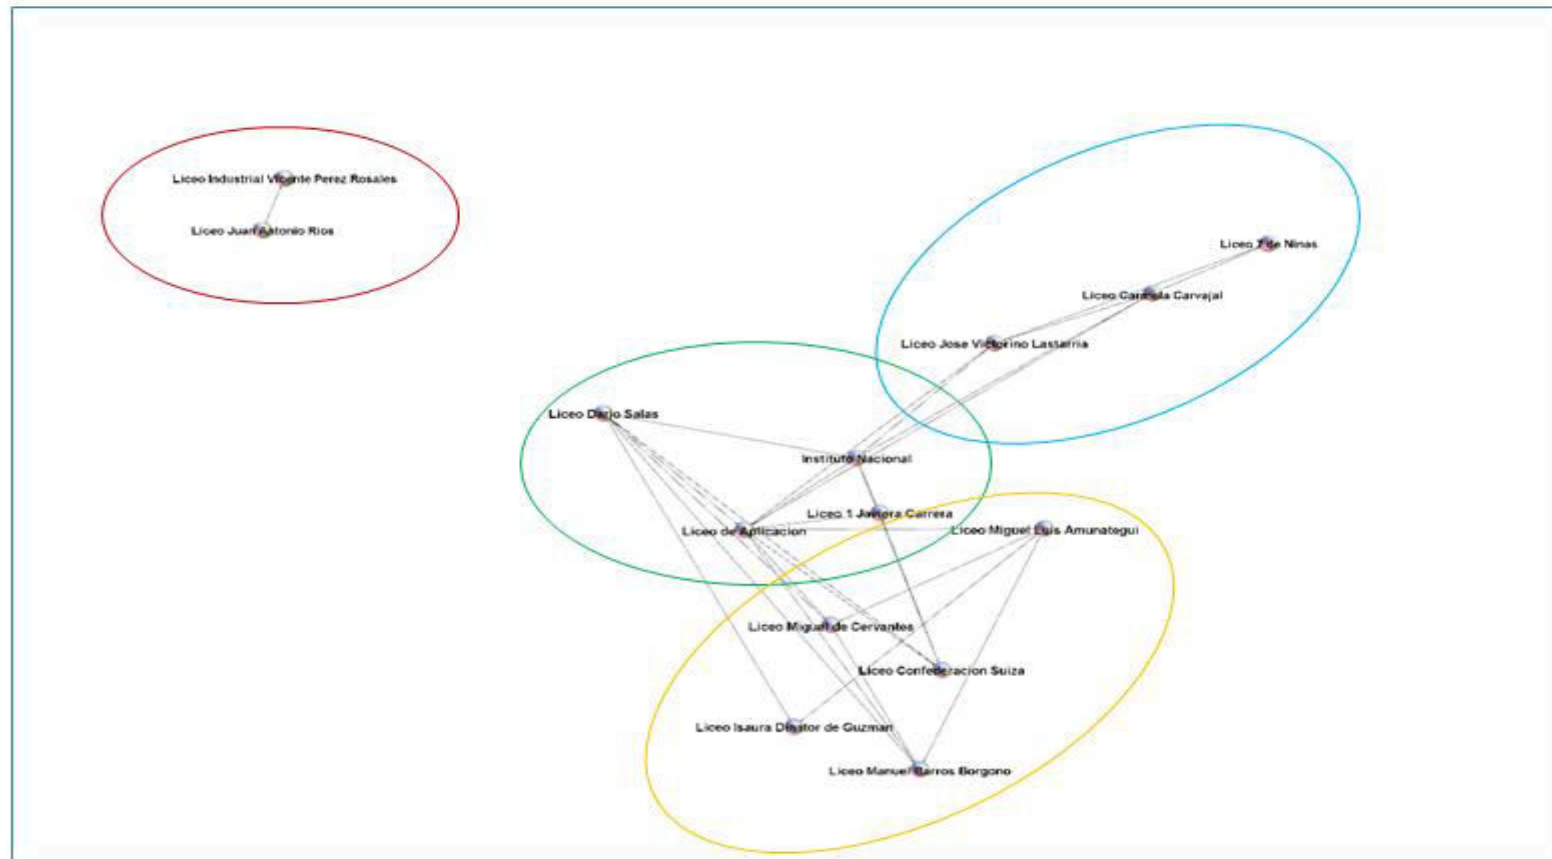 Liceo Industrial Vicente Perez Rosales
Liceo Juan Antonio Rios
Liceo 7 de Ninas
Liceo Carmela Carvajal
Liceo Jose Victorino Lastarria
Liceo Dario Salas
Instituto Nacional
Liceo 1 Javiera Carrera
Liceo de Aplicacion
Liceo Miguel Luis Amunategui
Liceo Miguel de Cervantes
Liceo Confederacion Suiza
Liceo Isaura Dinator de Guzman
Liceo Manuel Barros Borgono